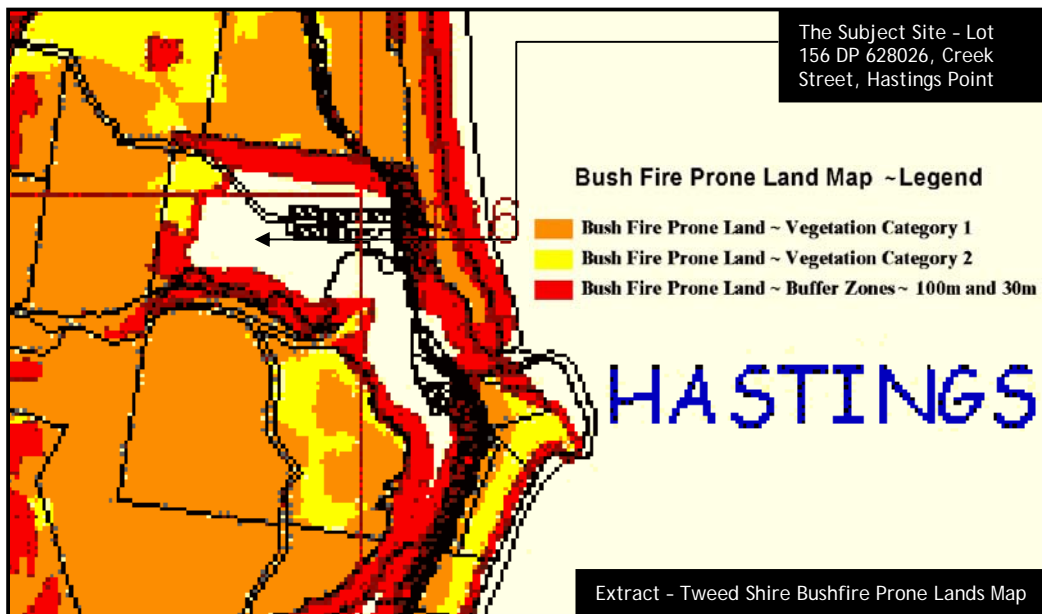 The Subject Site - Lot
156 DP 628026, Creek
Street, Hastings Point
Bush Fire Prone Land Map ~Legend
Bush Fire Prone Land ~ Vegetation Category 1
Bush Fire Prone Land ~ Vegetation Category 2
Bush Fire Prone Land ~ Buffer Zones ~ 100m and 30m
HASTINGS
Extract - Tweed Shire Bushfire Prone Lands Map